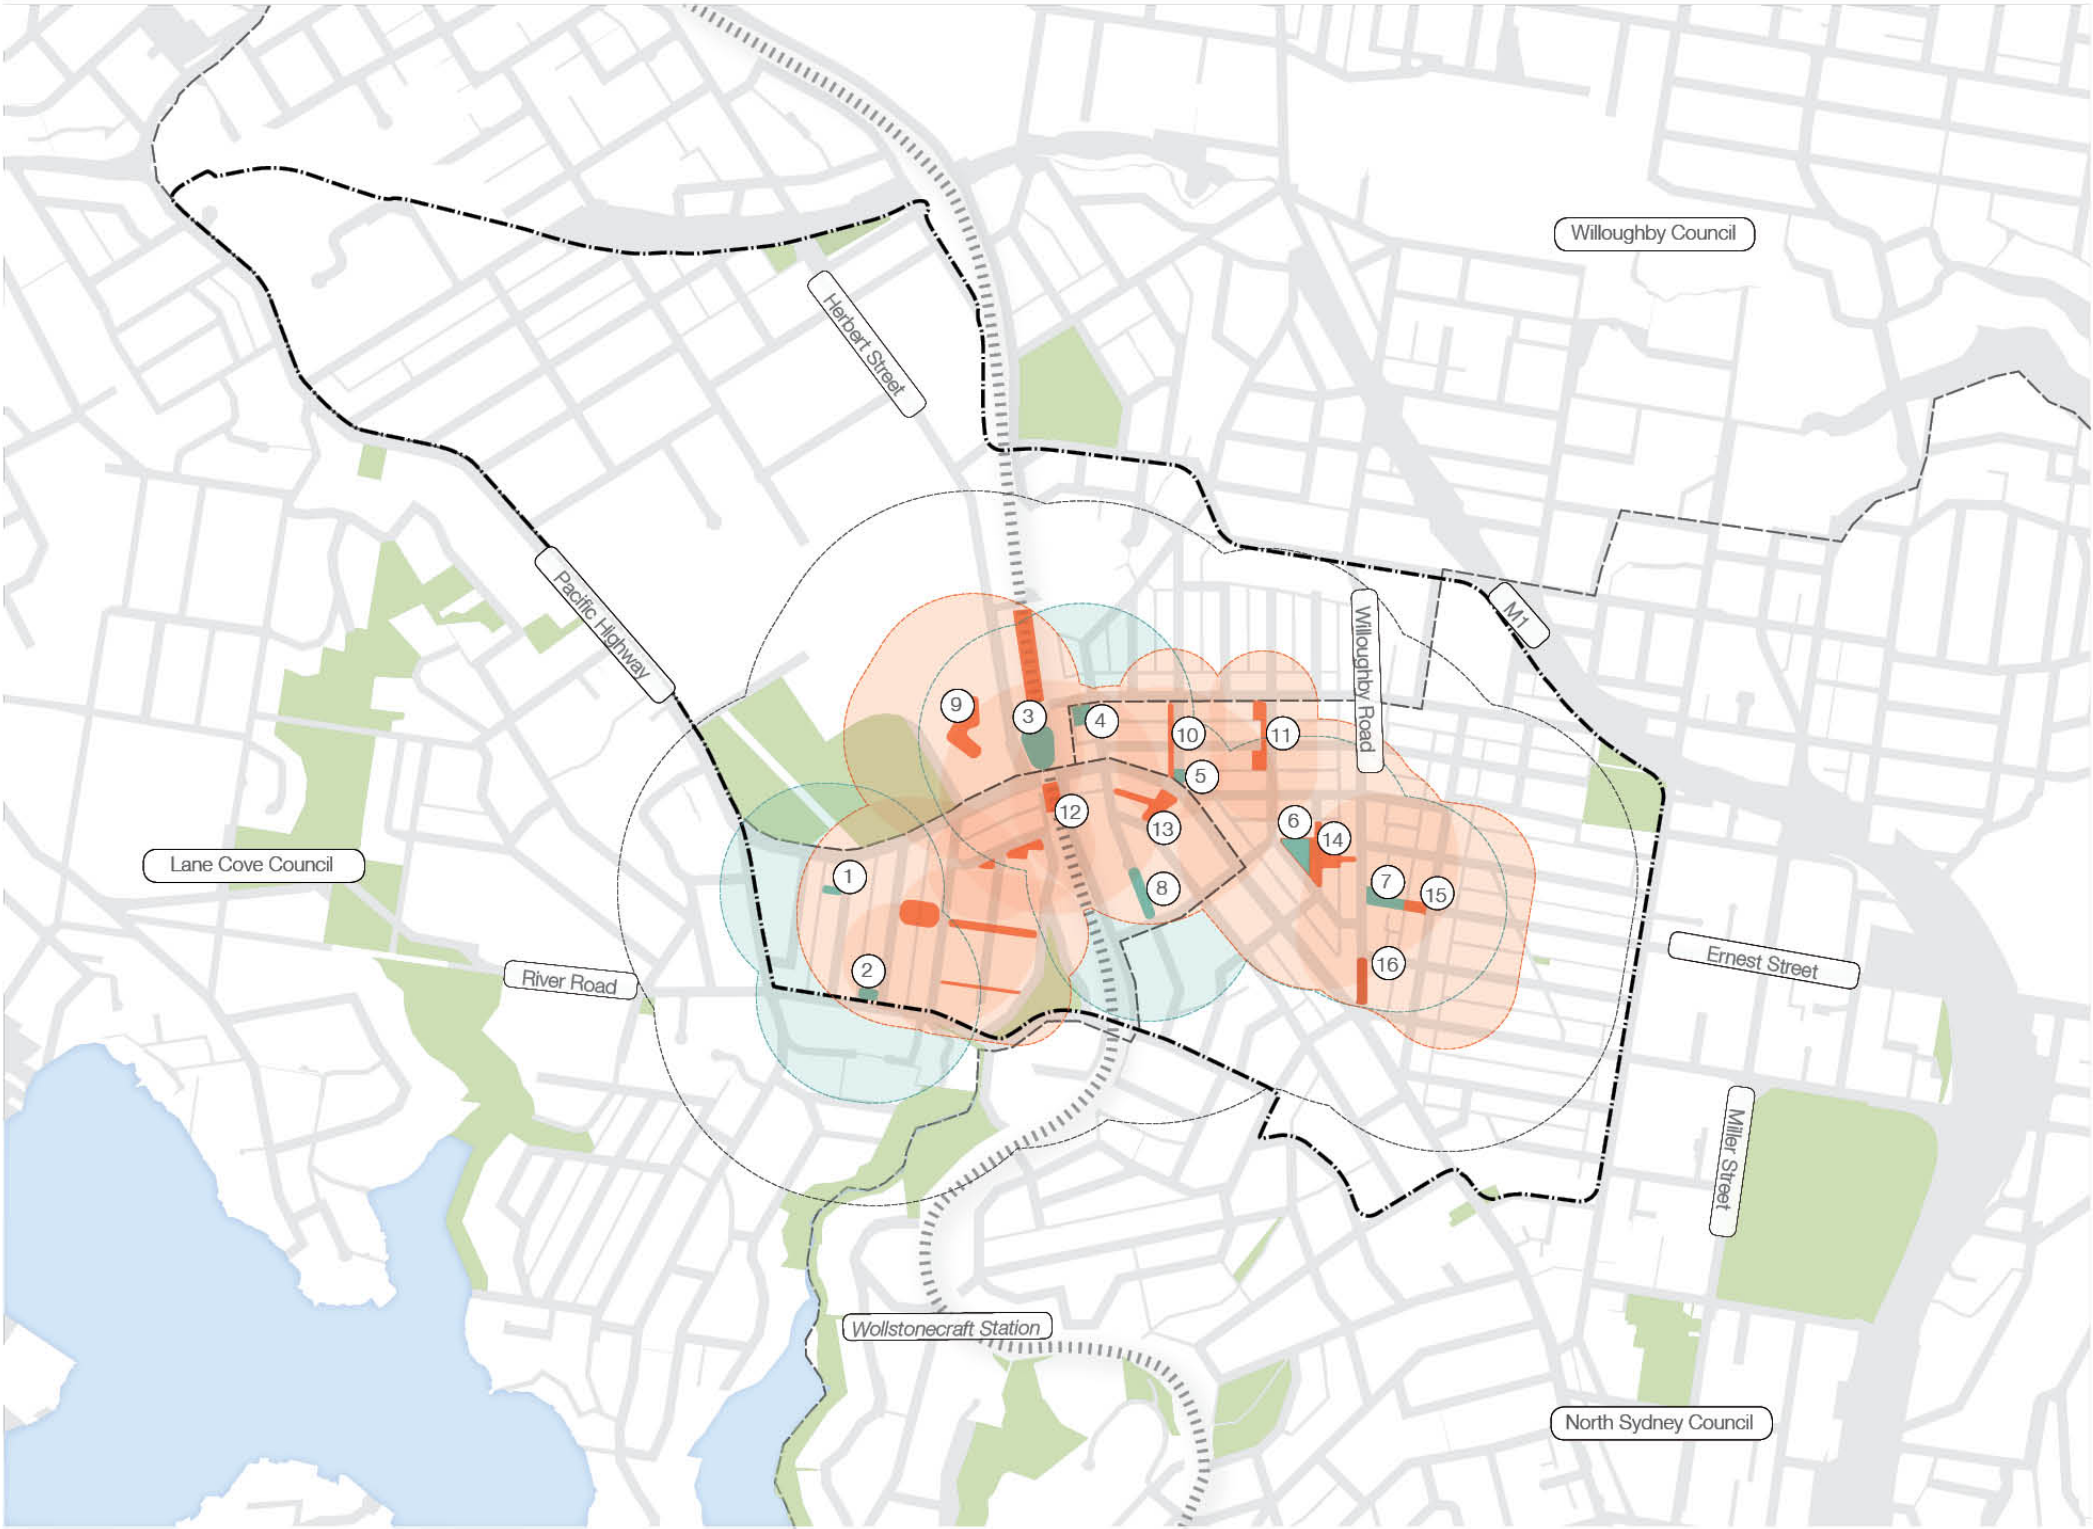 Willoughby Council
Herbert Street
Pacific Highway
M1
Willoughby Road
9
3
4
10
11
5
12
13
6
14
1
8
7
15
Lane Cove Council
2
16
River Road
Ernest Street
Miller Street
Wollstonecraft Station
North Sydney Council